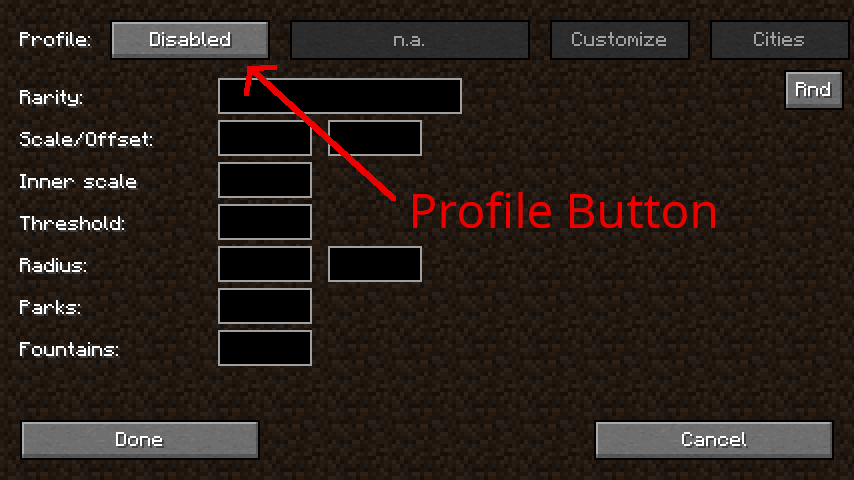 Profile: Disabled n.a. Customize Cities
Rarity: Rnd
Scale/Offset:
Inner scale
Profile Button
Threshold:
Radius:
Parks:
Fountains:
Done Cancel